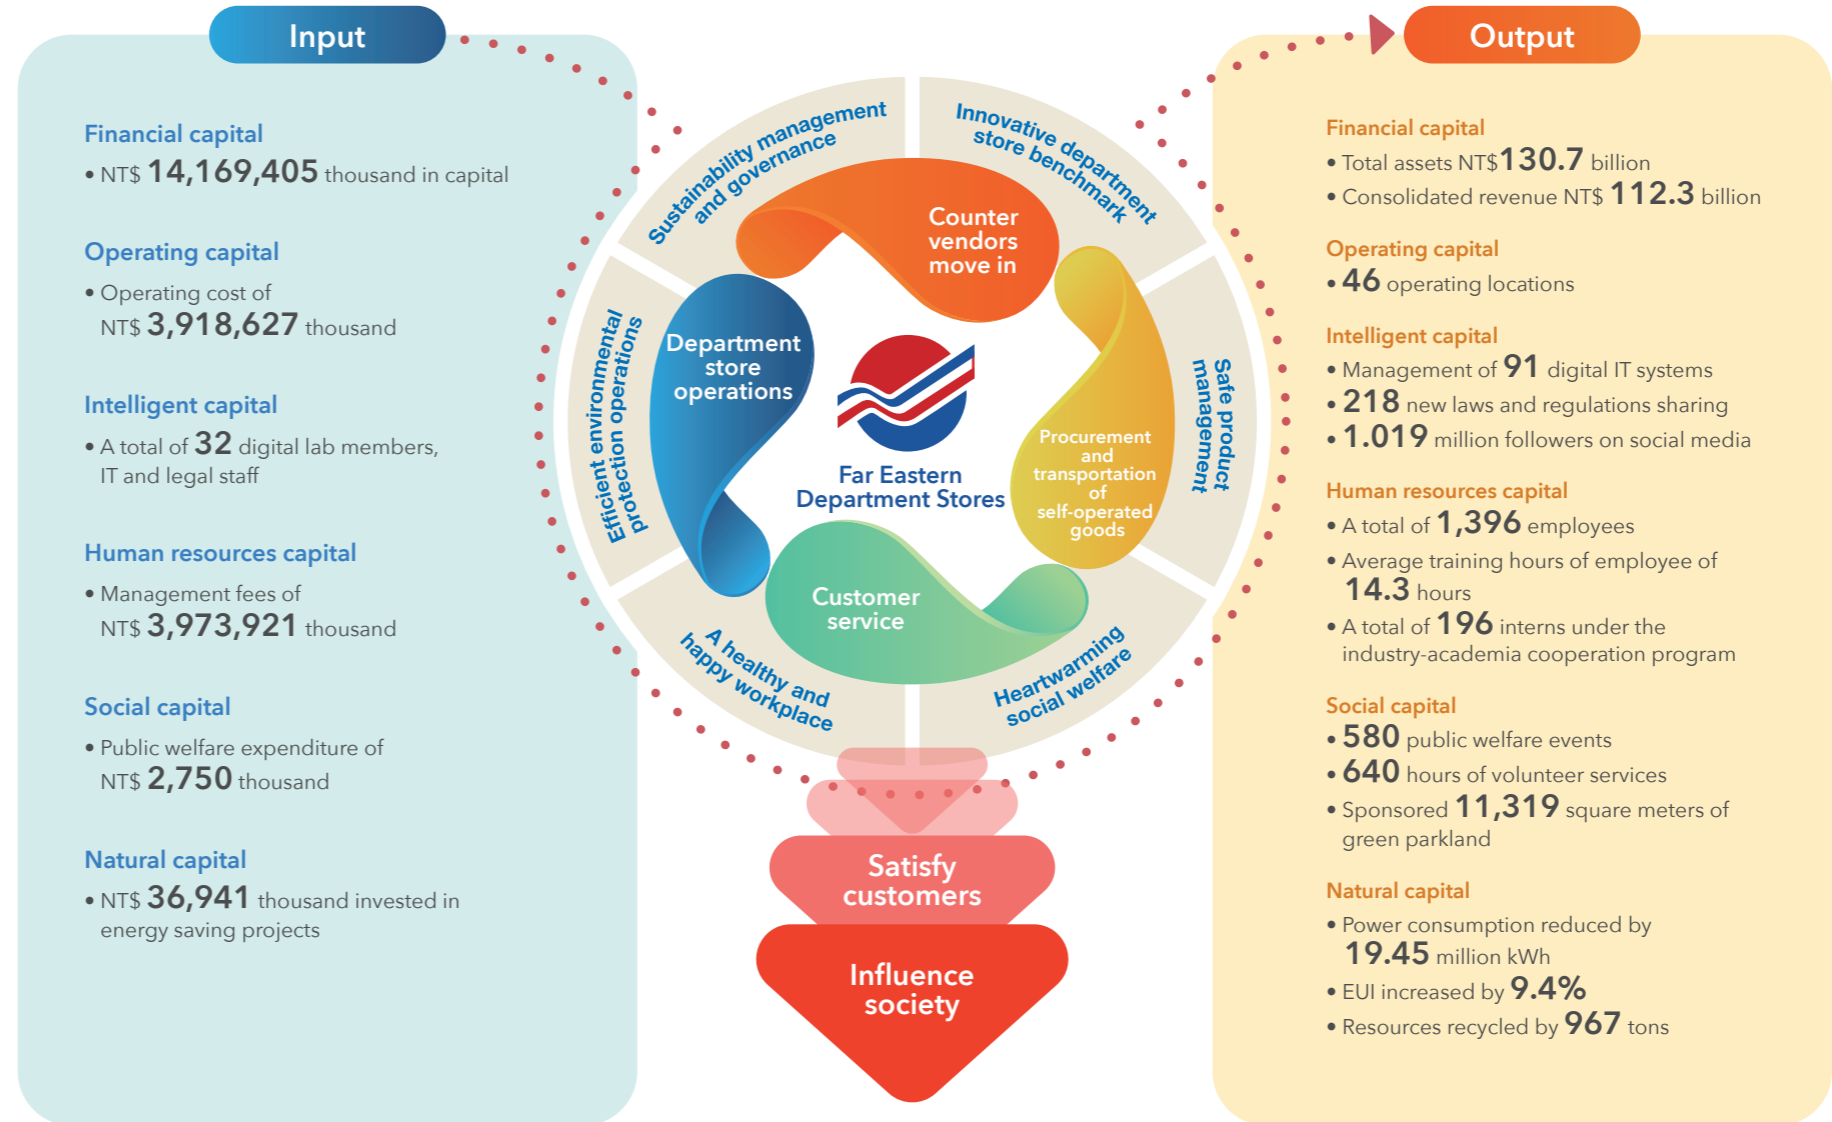 Input
Financial capital
• NT$ 14,169,405 thousand in capital
Operating capital
• Operating cost of
NT$ 3,918,627 thousand
Intelligent capital
• A total of 32 digital lab members,
IT and legal staff
Human resources capital
• Management fees of
NT$ 3,973,921 thousand
Social capital
• Public welfare expenditure of
NT$ 2,750 thousand
Natural capital
• NT$ 36,941 thousand invested in
energy saving projects
Sustainability management
and governance
Innovative department
store benchmark
Safe product
management
Heartwarming
social welfare
A healthy and
happy workplace
Efficient environmental
protection operations
Counter
vendors
move in
Procurement
and
transportation
of
self-operated
goods
Customer
service
Department
store
operations
Far Eastern
Department Stores
Satisfy
customers
Influence
society
Output
Financial capital
• Total assets NT$130.7 billion
• Consolidated revenue NT$ 112.3 billion
Operating capital
• 46 operating locations
Intelligent capital
• Management of 91 digital IT systems
• 218 new laws and regulations sharing
• 1.019 million followers on social media
Human resources capital
• A total of 1,396 employees
• Average training hours of employee of
14.3 hours
• A total of 196 interns under the
industry-academia cooperation program
Social capital
• 580 public welfare events
• 640 hours of volunteer services
• Sponsored 11,319 square meters of
green parkland
Natural capital
• Power consumption reduced by
19.45 million kWh
• EUI increased by 9.4%
• Resources recycled by 967 tons